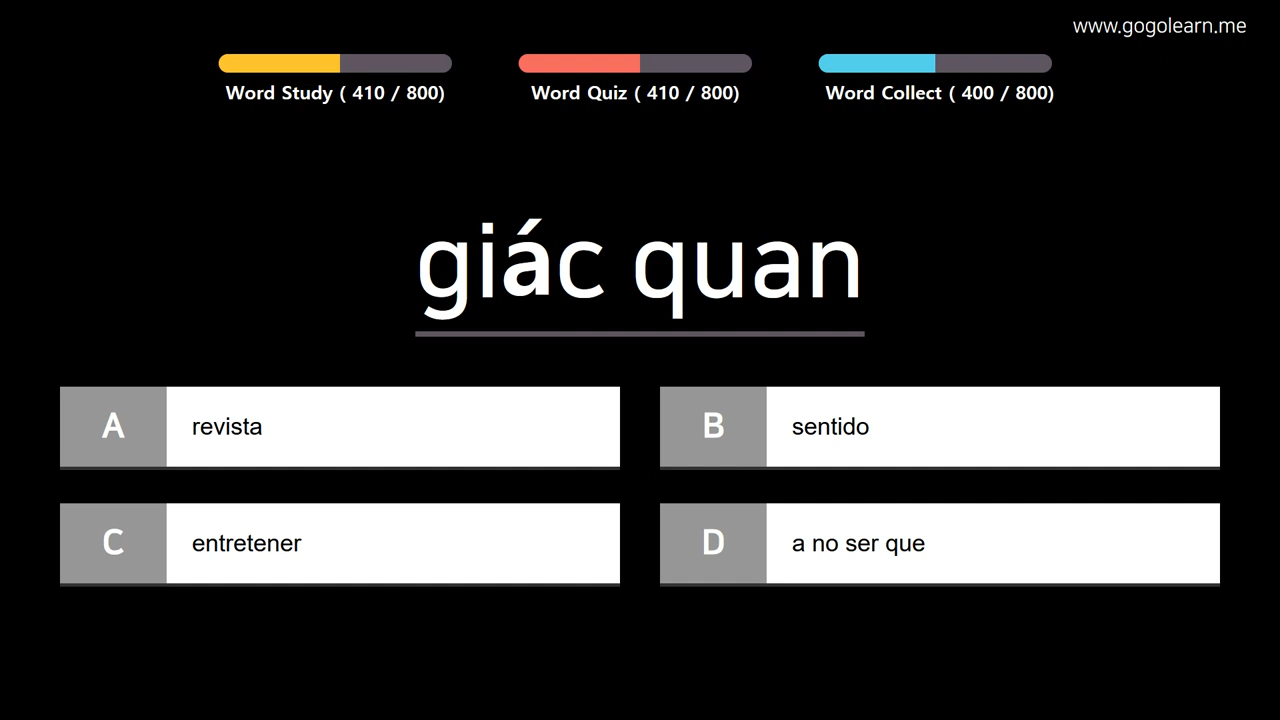 www.gogolearn.me
Word Study ( 410 / 800)
Word Quiz ( 410 / 800)
Word Collect ( 400 / 800)
giác quan
A
revista
B
sentido
C
entretener
D
a no ser que